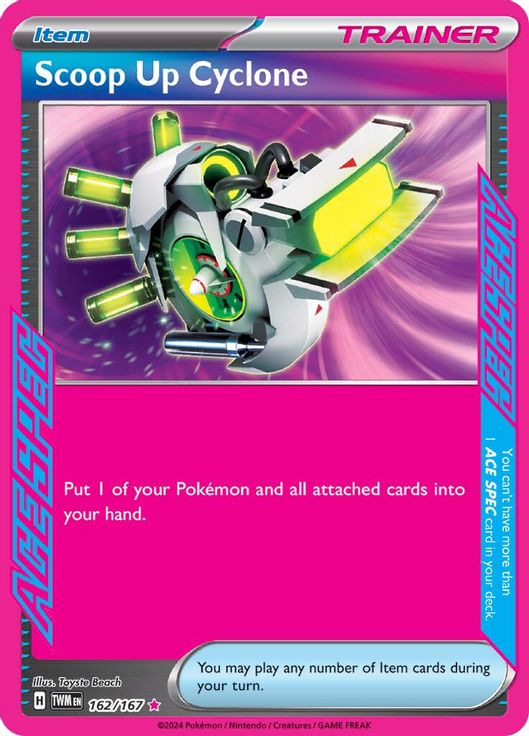 Item
TRAINER
Scoop Up Cyclone
ACE SPEC
ACE SPEC
You can't have more than
1 ACE SPEC card in your deck.
Put 1 of your Pokémon and all attached cards into
your hand.
Illus. Tayste Beach
H TWM EN 162/167
You may play any number of Item cards during
your turn.
©2024 Pokémon / Nintendo / Creatures / GAME FREAK